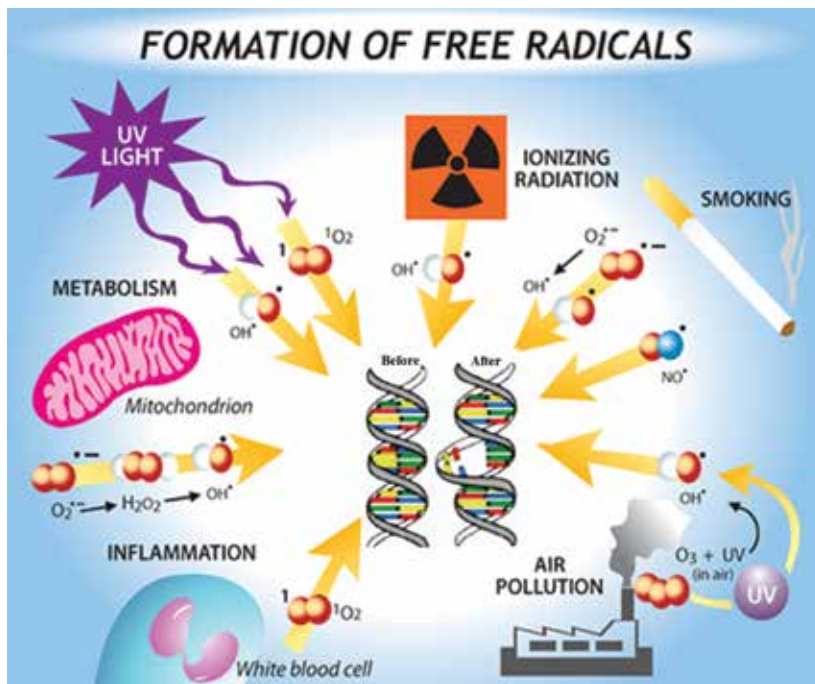 FORMATION OF FREE RADICALS
UV
LIGHT
IONIZING
RADIATION
SMOKING
1
¹O₂
OH•
OH•
O₂•−
OH•
•−
METABOLISM
Mitochondrion
Before
After
NO•
•−
O₂•− → H₂O₂ → OH•
OH•
INFLAMMATION
1
¹O₂
White blood cell
AIR
POLLUTION
O₃ + UV
(in air)
UV